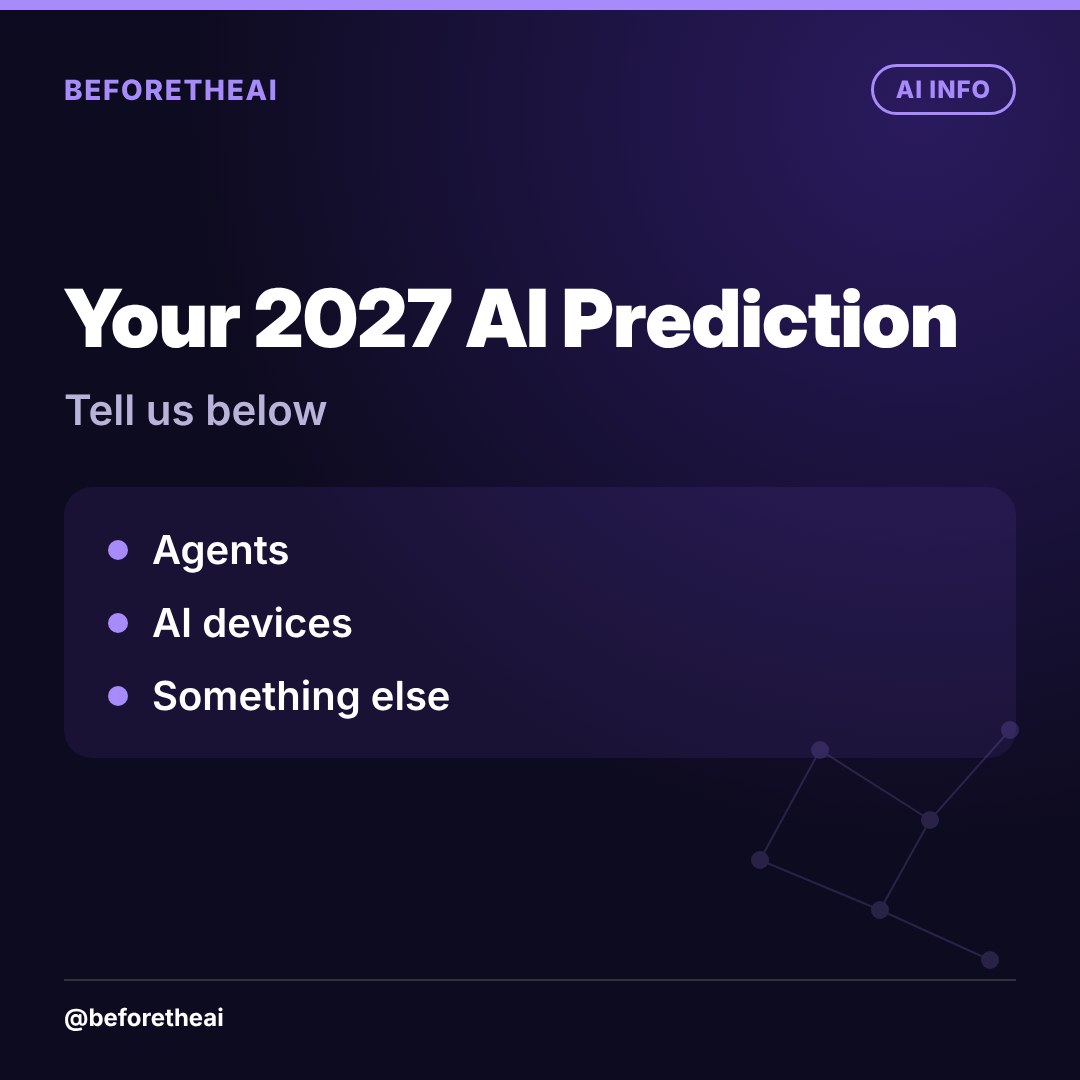 BEFORETHEAI
AI INFO
Your 2027 AI Prediction
Tell us below
Agents
AI devices
Something else
@beforetheai